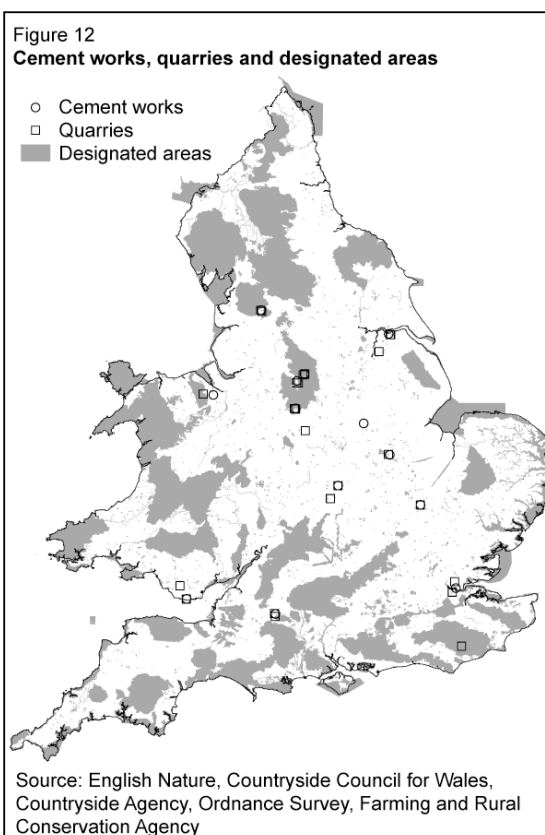 Figure 12
Cement works, quarries and designated areas
Cement works
Quarries
Designated areas
Source: English Nature, Countryside Council for Wales,
Countryside Agency, Ordnance Survey, Farming and Rural
Conservation Agency